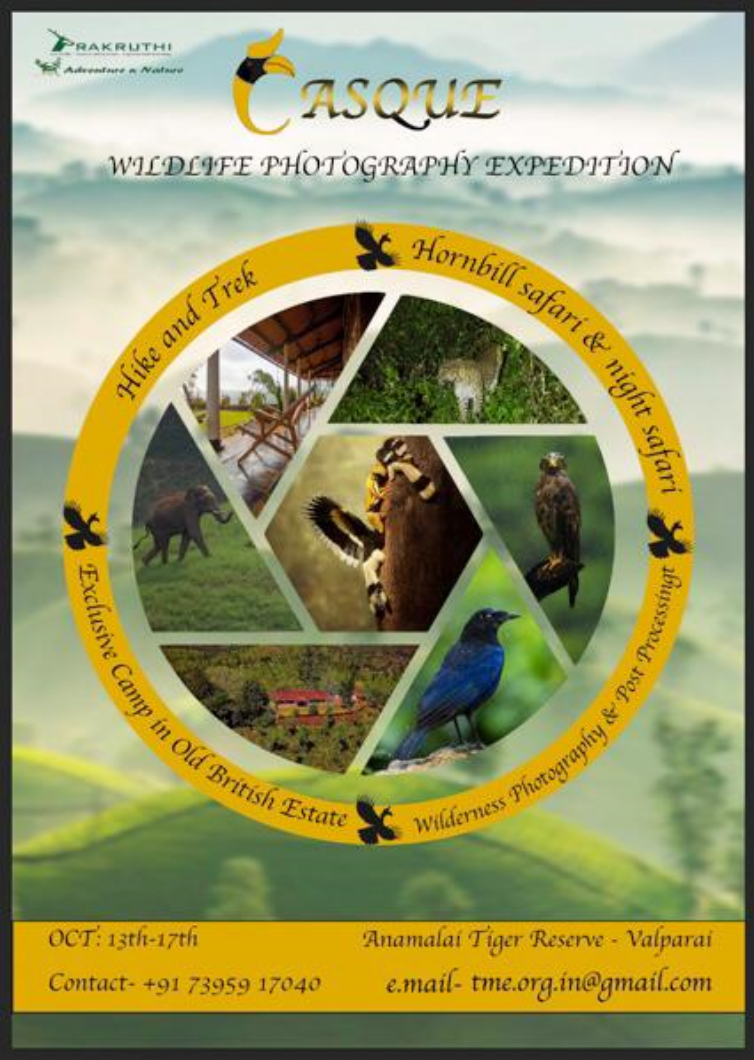 PRAKRUTHI
Adventure n Nature
CASQUE
WILDLIFE PHOTOGRAPHY EXPEDITION
Hike and Trek
Hornbill safari & night safari
Exclusive Camp in Old British Estate
Wilderness Photography & Post Processingt
OCT: 13th-17th
Anamalai Tiger Reserve - Valparai
Contact- +91 73959 17040
e.mail- tme.org.in@gmail.com